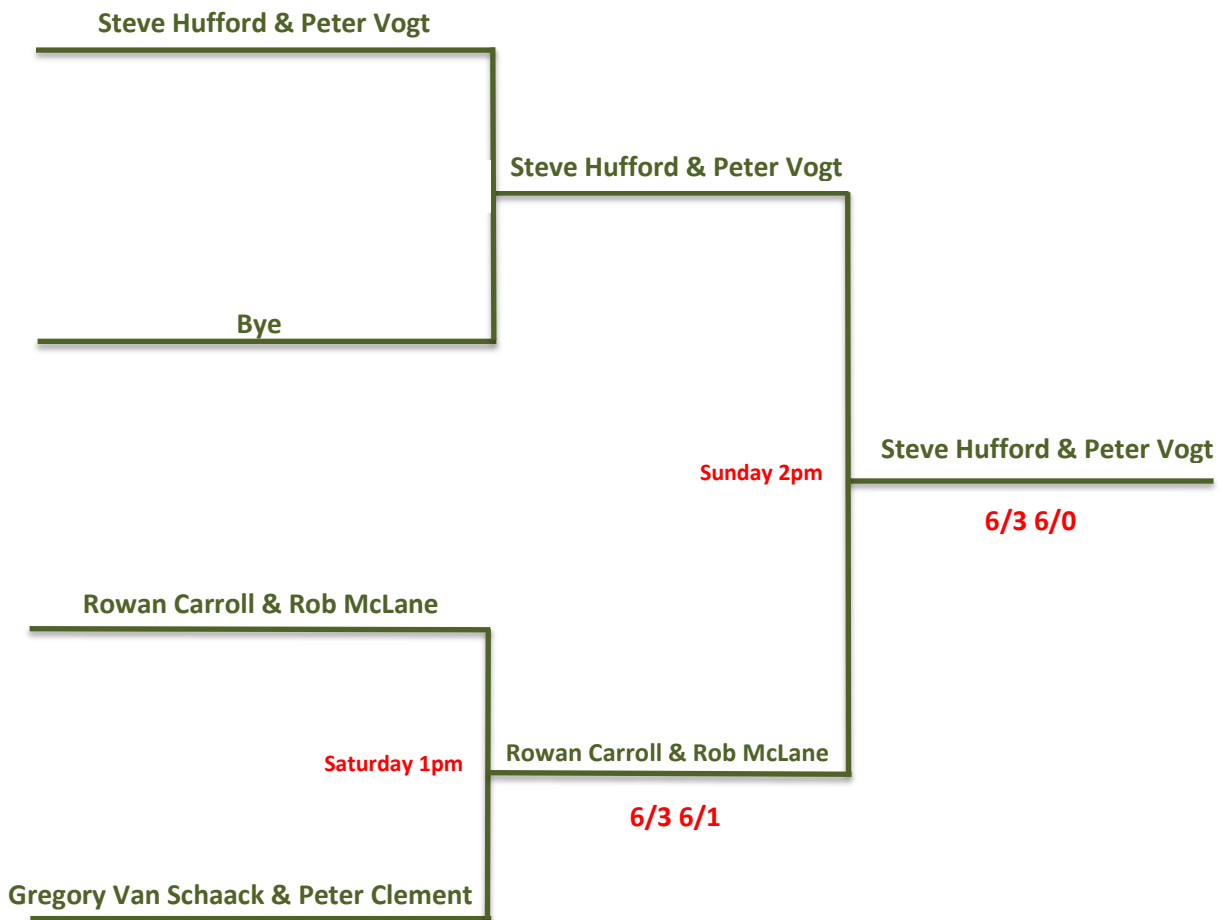 Steve Hufford & Peter Vogt
Steve Hufford & Peter Vogt
Bye
Steve Hufford & Peter Vogt
Sunday 2pm
6/3 6/0
Rowan Carroll & Rob McLane
Rowan Carroll & Rob McLane
Saturday 1pm
6/3 6/1
Gregory Van Schaack & Peter Clement